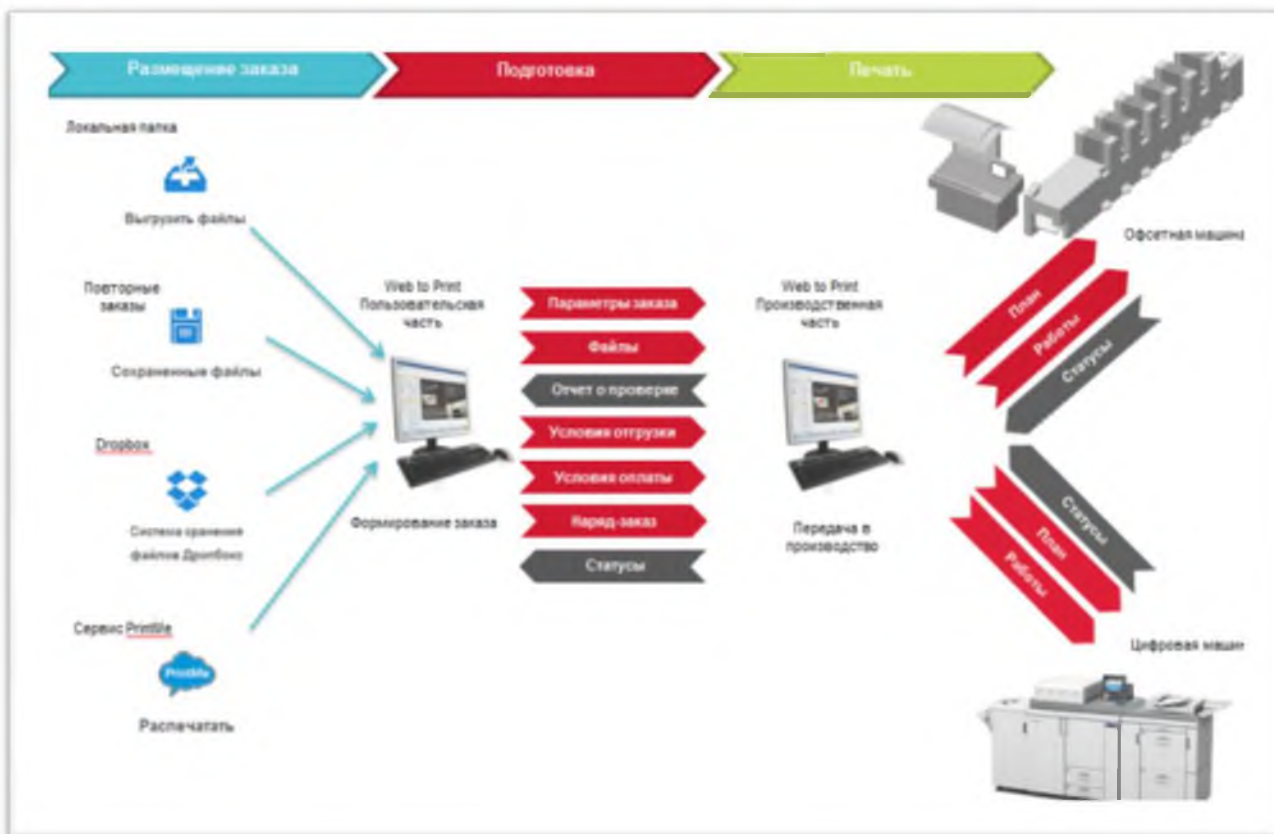 Размещение заказа
Подготовка
Печать
Локальная папка
Выгрузить файлы
Повторные
заказы
Сохраненные файлы
Dropbox
Система хранения
файлов Дропбокс
Сервис PrintMe
PrintMe
Распечатать
Web to Print
Пользовательская
часть
Формирование заказа
Параметры заказа
Файлы
Отчет о проверке
Условия отгрузки
Условия оплаты
Наряд-заказ
Статусы
Web to Print
Производственная
часть
Передача в
производство
Офсетная машина
План
Работы
Статусы
Статусы
План
Работы
Цифровая машин